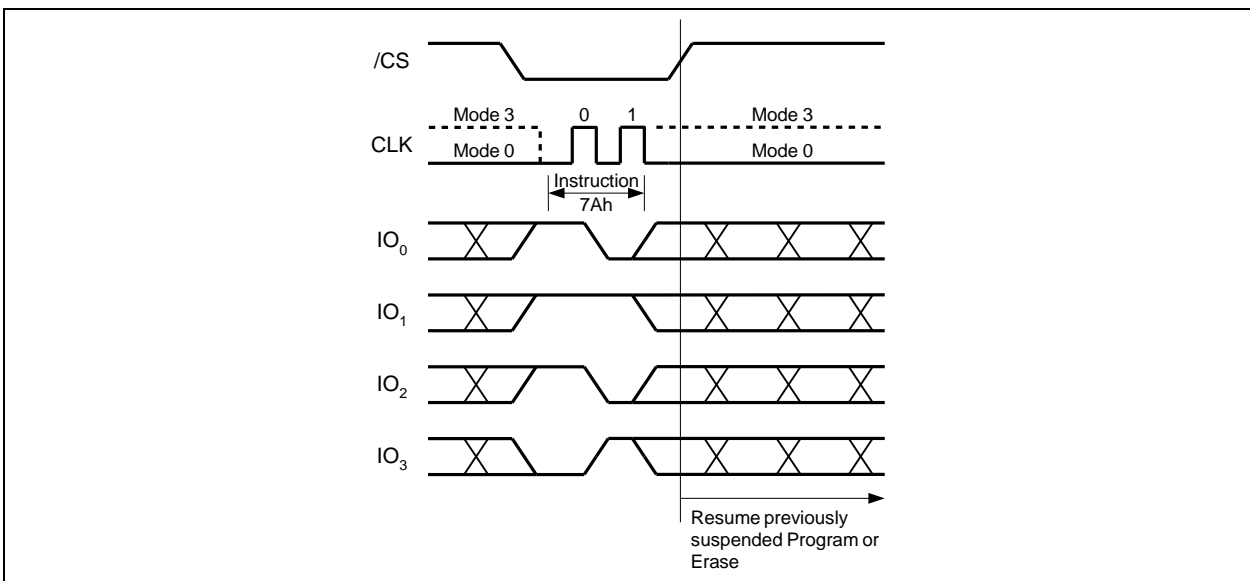 /CS
Mode 3 0 1 Mode 3
CLK
Mode 0 Mode 0
Instruction
7Ah
IO0
IO1
IO2
IO3
Resume previously
suspended Program or
Erase